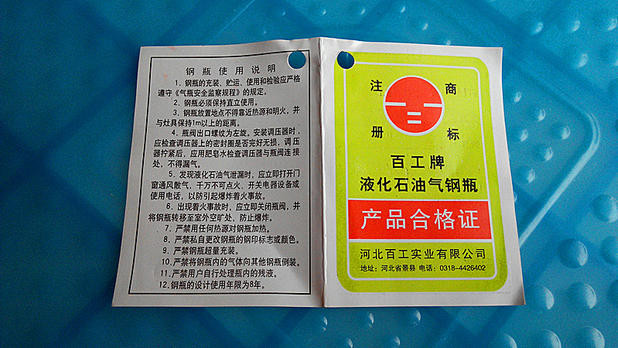 钢瓶使用说明
1．钢瓶的充装、贮运、使用和检验应严格
遵守《气瓶安全监察规程》的规定。
2．钢瓶必须保持直立使用。
3．钢瓶放置地点不得靠近热源和明火，并
与灶具保持1m以上的距离。
4．瓶阀出口螺纹为左旋。安装调压器时，
应检查调压器上的密封圈是否完好无损，调压
器拧紧后，应用肥皂水检查调压器与瓶阀连接
处，不得漏气。
5．发现液化石油气泄漏时，应立即打开门
窗通风散气，千万不可点火、开关电器设备或
使用电话，以防引起爆炸着火事故。
6．出现着火事故时，应立即关闭瓶阀，并
将钢瓶转移至室外空旷处，防止爆炸。
7．严禁用任何热源对钢瓶加热。
8．严禁私自更改钢瓶的钢印标志或颜色。
9．严禁钢瓶超量充装。
10．严禁将钢瓶内的气体向其他钢瓶倒装。
11．严禁用户自行处理瓶内的残液。
12．钢瓶的设计使用年限为8年。
注册
商标
百工牌
液化石油气钢瓶
产品合格证
河北百工实业有限公司
地址：河北省景县 电话：0318-4426402